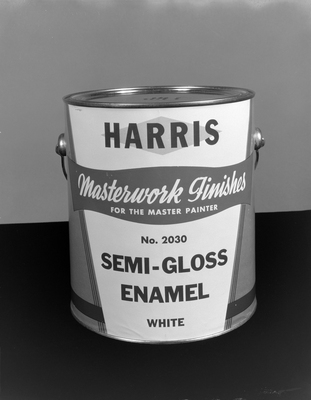 HARRIS
Masterwork Finishes
FOR THE MASTER PAINTER
No. 2030
SEMI-GLOSS
ENAMEL
WHITE